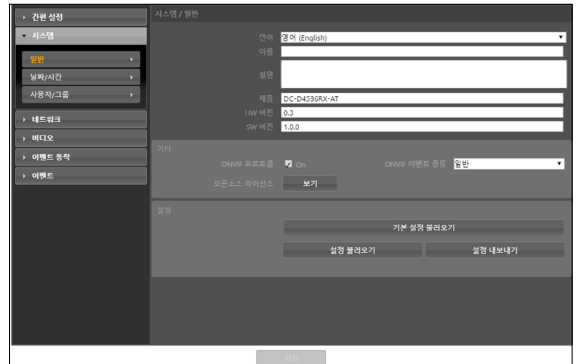 간편 설정
시스템
일반
날짜/시간
사용자/그룹
네트워크
비디오
이벤트 동작
이벤트
시스템 / 일반
언어 영어 (English)
이름
설명
제품 DC-D4536RX-AT
HW 버전 0.3
SW 버전 1.0.0
기타
ONVIF 프로토콜 On ONVIF 이벤트 종류 일반
오픈소스 라이선스 보기
설정
기본 설정 불러오기
설정 불러오기 설정 내보내기